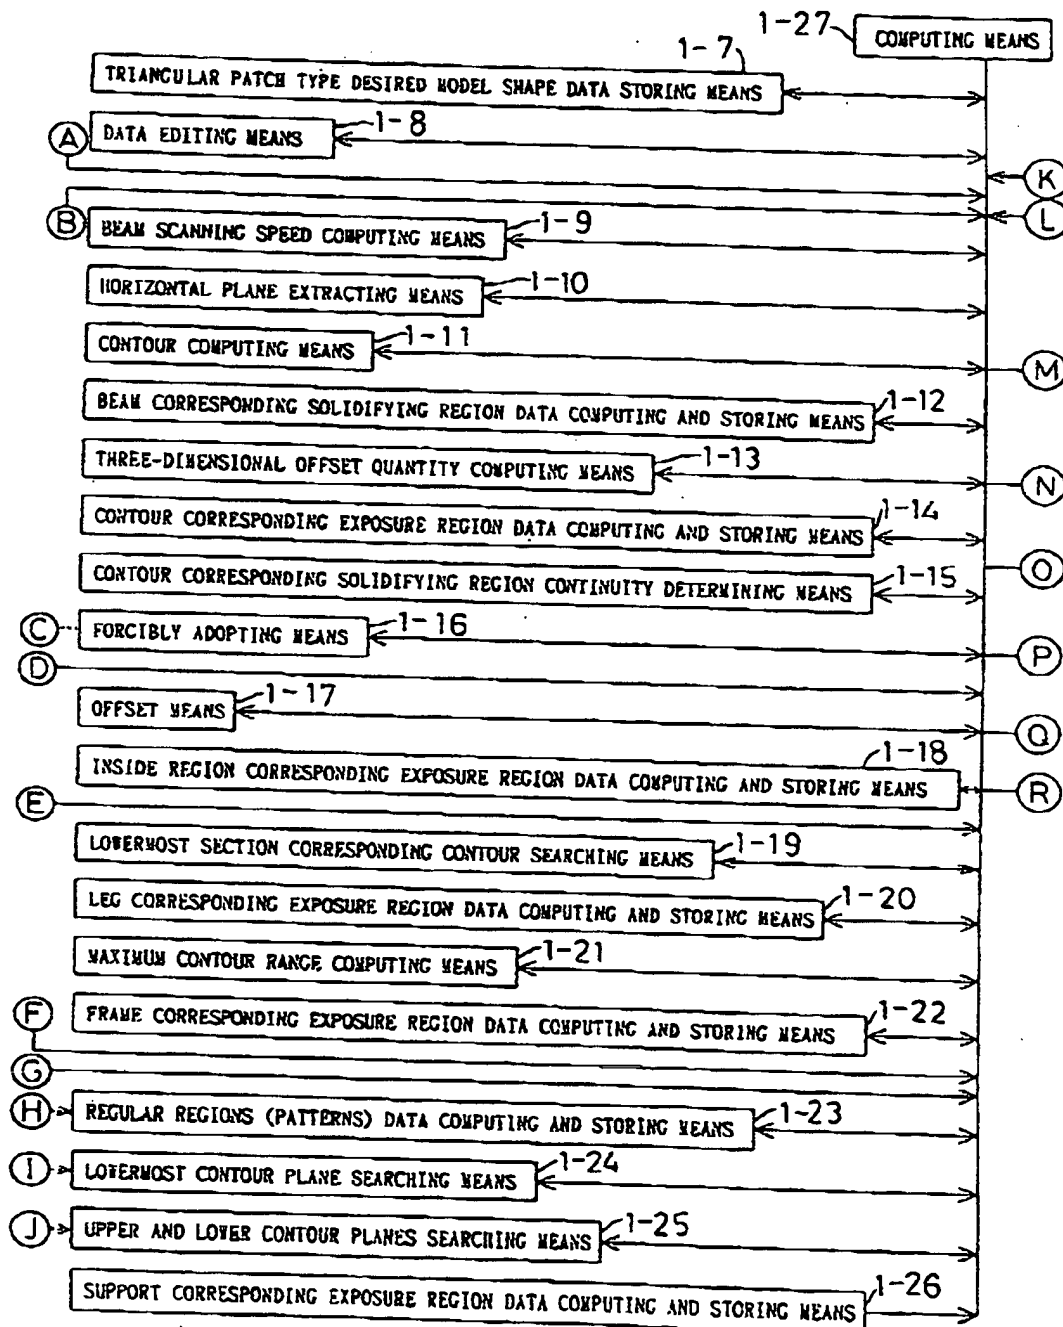 1-27
COMPUTING MEANS
1-7
TRIANGULAR PATCH TYPE DESIRED MODEL SHAPE DATA STORING MEANS
1-8
A
DATA EDITING MEANS
K
B
L
1-9
BEAM SCANNING SPEED COMPUTING MEANS
1-10
HORIZONTAL PLANE EXTRACTING MEANS
1-11
CONTOUR COMPUTING MEANS
M
1-12
BEAM CORRESPONDING SOLIDIFYING REGION DATA COMPUTING AND STORING MEANS
1-13
THREE-DIMENSIONAL OFFSET QUANTITY COMPUTING MEANS
N
1-14
CONTOUR CORRESPONDING EXPOSURE REGION DATA COMPUTING AND STORING MEANS
1-15
O
CONTOUR CORRESPONDING SOLIDIFYING REGION CONTINUITY DETERMINING MEANS
1-16
C
FORCIBLY ADOPTING MEANS
P
D
1-17
OFFSET MEANS
Q
1-18
INSIDE REGION CORRESPONDING EXPOSURE REGION DATA COMPUTING AND STORING MEANS
R
E
1-19
LOWERMOST SECTION CORRESPONDING CONTOUR SEARCHING MEANS
1-20
LEG CORRESPONDING EXPOSURE REGION DATA COMPUTING AND STORING MEANS
1-21
MAXIMUM CONTOUR RANGE COMPUTING MEANS
1-22
F
FRAME CORRESPONDING EXPOSURE REGION DATA COMPUTING AND STORING MEANS
G
1-23
H
REGULAR REGIONS (PATTERNS) DATA COMPUTING AND STORING MEANS
1-24
I
LOWERMOST CONTOUR PLANE SEARCHING MEANS
1-25
J
UPPER AND LOWER CONTOUR PLANES SEARCHING MEANS
1-26
SUPPORT CORRESPONDING EXPOSURE REGION DATA COMPUTING AND STORING MEANS